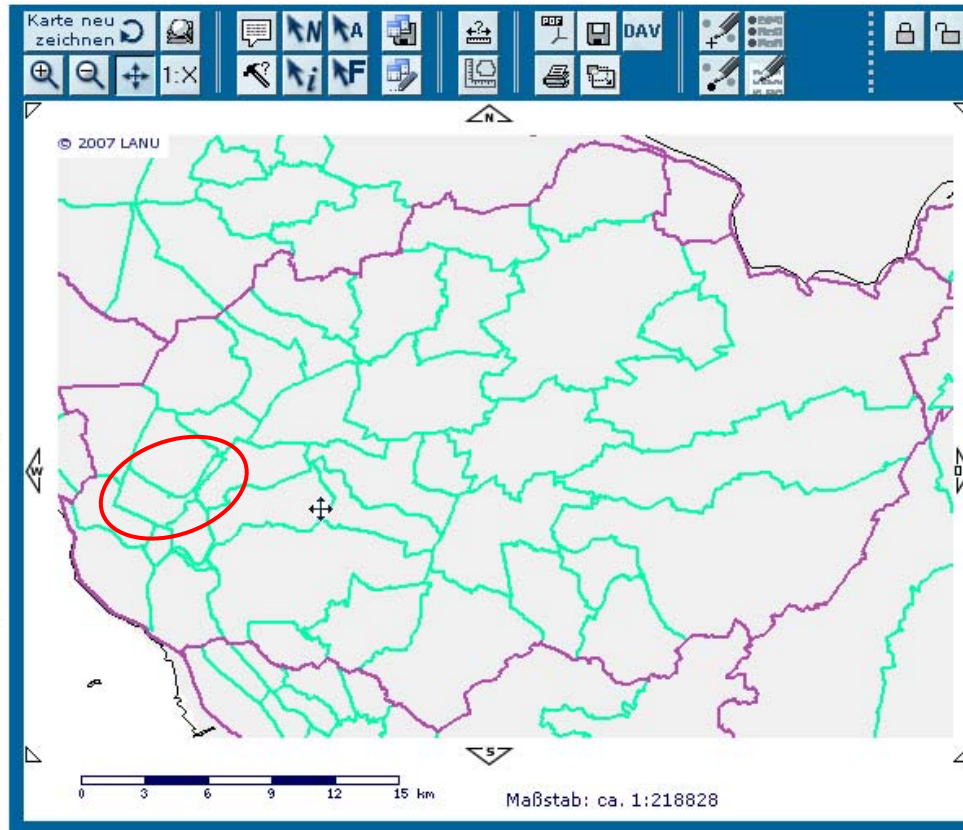 Karte neu
zeichnen
N
A
?
PDF
DAV
1:X
?
i
F
N
© 2007 LANU
W
O
S
0 3 6 9 12 15 km
Maßstab: ca. 1:218828